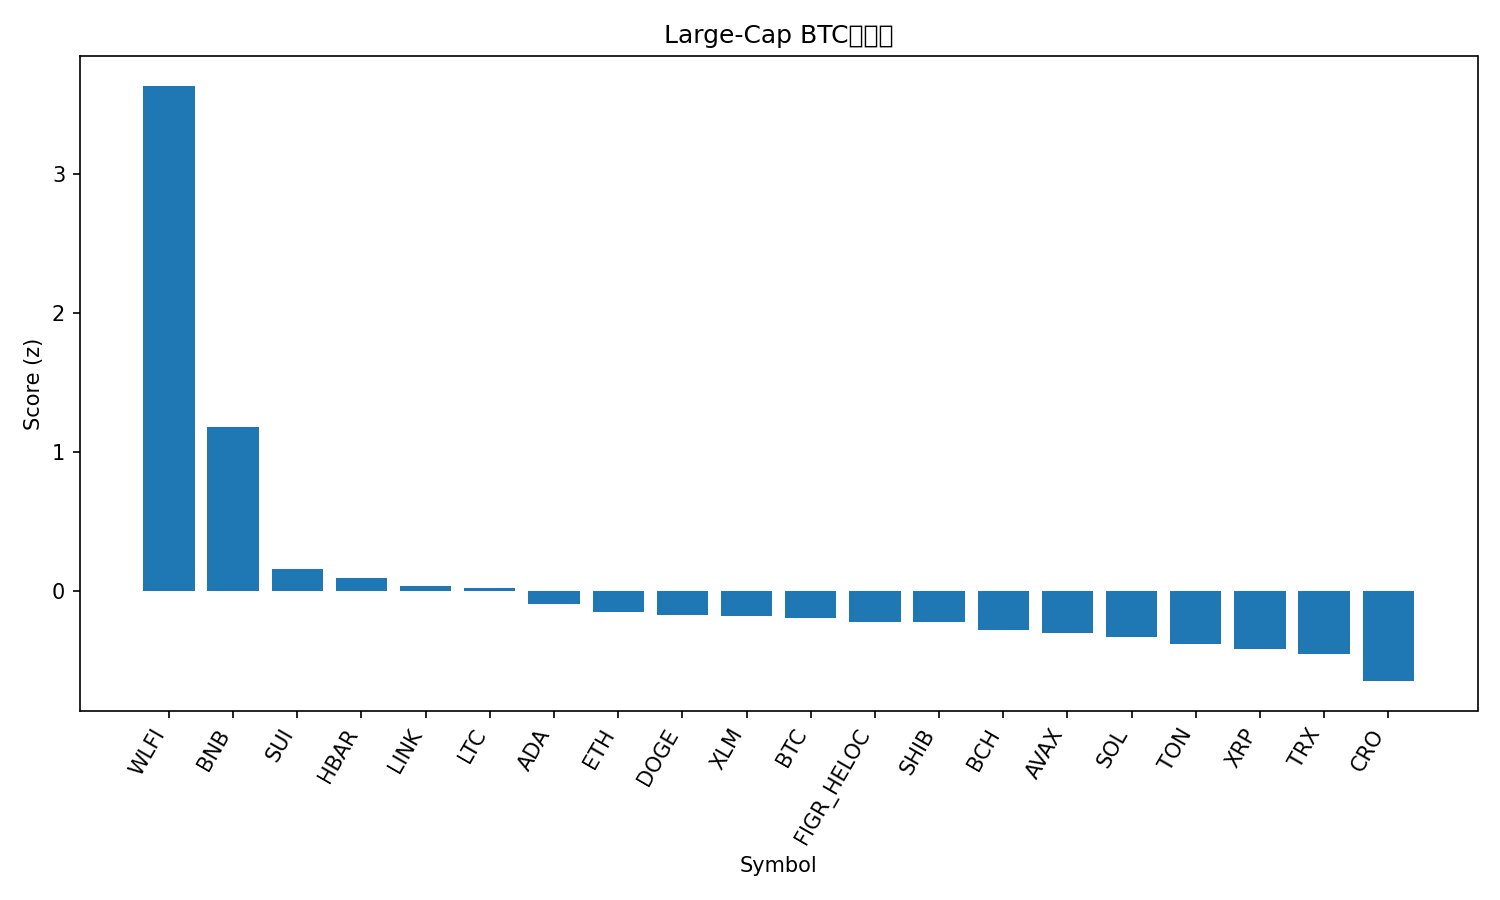 Large-Cap BTC
3
2
1
0
Score (z)
WLFI
BNB
SUI
HBAR
LINK
LTC
ADA
ETH
DOGE
XLM
BTC
FIGR_HELOC
SHIB
BCH
AVAX
SOL
TON
XRP
TRX
CRO
Symbol